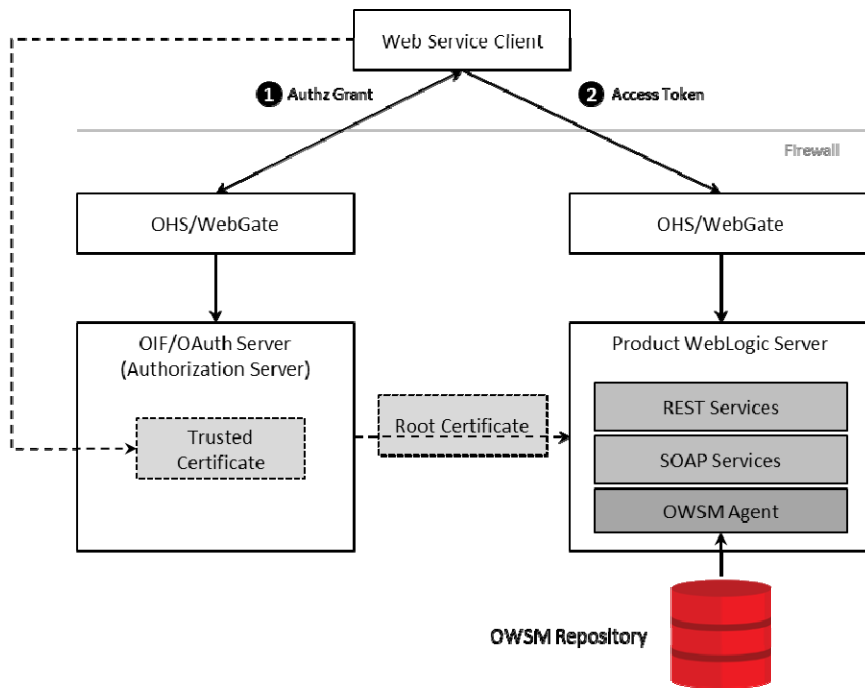 Web Service Client
1 Authz Grant
2 Access Token
Firewall
OHS/WebGate
OHS/WebGate
OIF/OAuth Server
(Authorization Server)
Trusted
Certificate
Root Certificate
Product WebLogic Server
REST Services
SOAP Services
OWSM Agent
OWSM Repository